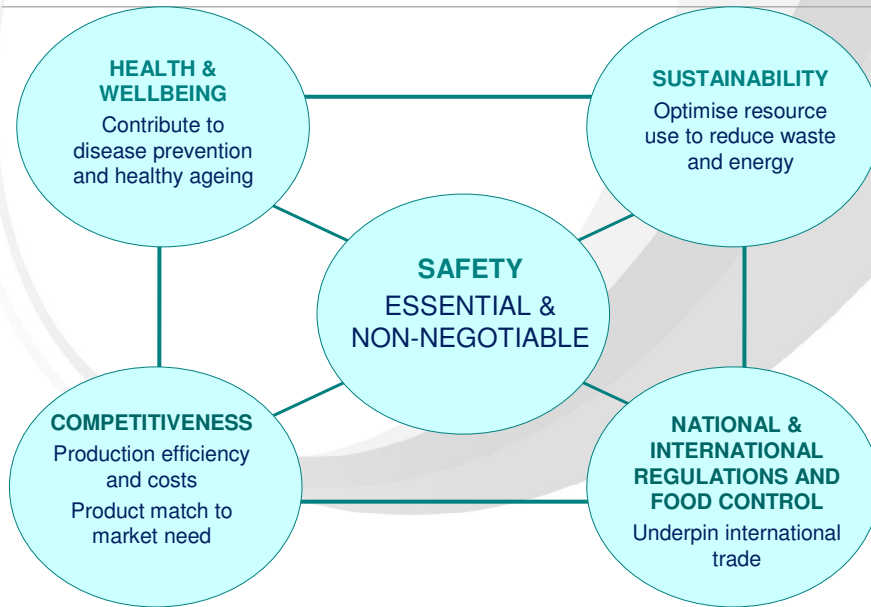 HEALTH &
WELLBEING
Contribute to
disease prevention
and healthy ageing
SUSTAINABILITY
Optimise resource
use to reduce waste
and energy
SAFETY
ESSENTIAL &
NON-NEGOTIABLE
COMPETITIVENESS
Production efficiency
and costs
Product match to
market need
NATIONAL &
INTERNATIONAL
REGULATIONS AND
FOOD CONTROL
Underpin international
trade